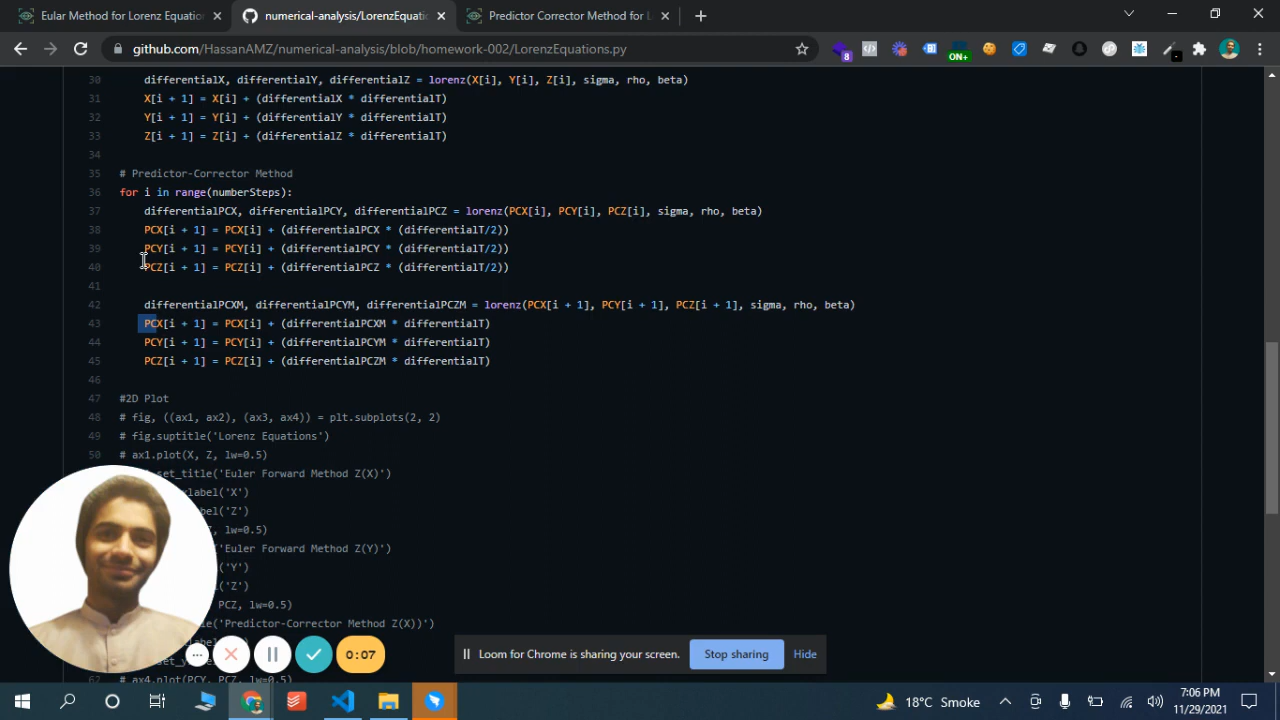 Eular Method for Lorenz Equation
numerical-analysis/LorenzEquatio
Predictor Corrector Method for L
github.com/HassanAMZ/numerical-analysis/blob/homework-002/LorenzEquations.py
8
ON+
30 differentialX, differentialY, differentialZ = lorenz(X[i], Y[i], Z[i], sigma, rho, beta)
31 X[i + 1] = X[i] + (differentialX * differentialT)
32 Y[i + 1] = Y[i] + (differentialY * differentialT)
33 Z[i + 1] = Z[i] + (differentialZ * differentialT)
34
35 # Predictor-Corrector Method
36 for i in range(numberSteps):
37 differentialPCX, differentialPCY, differentialPCZ = lorenz(PCX[i], PCY[i], PCZ[i], sigma, rho, beta)
38 PCX[i + 1] = PCX[i] + (differentialPCX * (differentialT/2))
39 PCY[i + 1] = PCY[i] + (differentialPCY * (differentialT/2))
40 PCZ[i + 1] = PCZ[i] + (differentialPCZ * (differentialT/2))
41
42 differentialPCXM, differentialPCYM, differentialPCZM = lorenz(PCX[i + 1], PCY[i + 1], PCZ[i + 1], sigma, rho, beta)
43 PCX[i + 1] = PCX[i] + (differentialPCXM * differentialT)
44 PCY[i + 1] = PCY[i] + (differentialPCYM * differentialT)
45 PCZ[i + 1] = PCZ[i] + (differentialPCZM * differentialT)
46
47 #2D Plot
48 # fig, ((ax1, ax2), (ax3, ax4)) = plt.subplots(2, 2)
49 # fig.suptitle('Lorenz Equations')
50 # ax1.plot(X, Z, lw=0.5)
set_title('Euler Forward Method Z(X)')
label('X')
label('Z')
Z, lw=0.5)
'Euler Forward Method Z(Y)')
'Y')
'Z')
PCZ, lw=0.5)
'Predictor-Corrector Method Z(X))')
label
set_y
67 # ax4.plot(PCY, PCZ, lw=0.5)
0:07
Loom for Chrome is sharing your screen.
Stop sharing
Hide
18°C Smoke
7:06 PM
11/29/2021